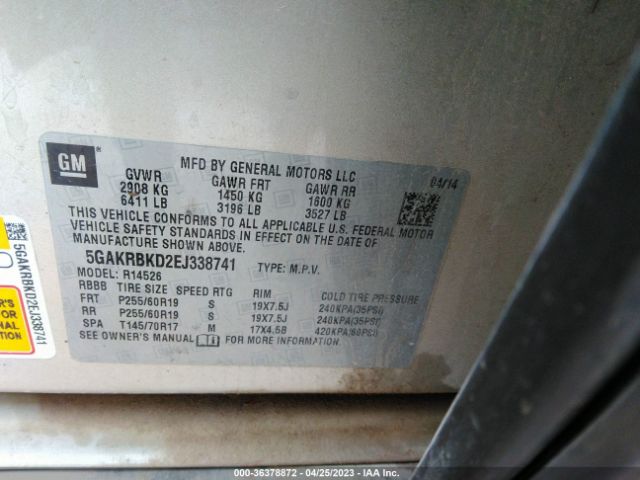 GM ®
MFD BY GENERAL MOTORS LLC
GVWR GAWR FRT GAWR RR 04/14
2908 KG 1450 KG 1600 KG
6411 LB 3196 LB 3527 LB
THIS VEHICLE CONFORMS TO ALL APPLICABLE U.S. FEDERAL MOTOR
VEHICLE SAFETY STANDARDS IN EFFECT ON THE DATE OF
MANUFACTURE SHOWN ABOVE.
5GAKRBKD2EJ338741 TYPE: M.P.V.
MODEL: R14526
RBBB TIRE SIZE SPEED RTG RIM COLD TIRE PRESSURE
FRT P255/60R19 S 19X7.5J 240KPA(35PSI)
RR P255/60R19 S 19X7.5J 240KPA(35PSI)
SPA T145/70R17 M 17X4.5B 420KPA(60PSI)
SEE OWNER'S MANUAL FOR ADDITIONAL INFORMATION.
5GAKRBKD2EJ338741
FOR
MAL
TION
000-36378872 / 04/25/2023 / IAA Inc.